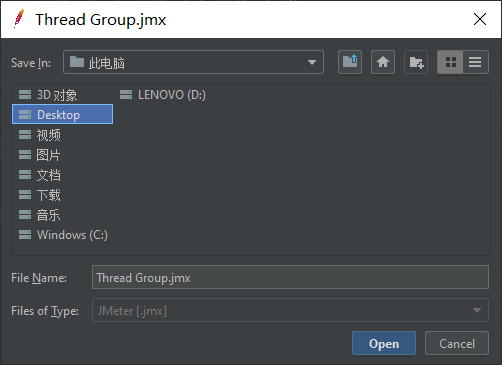 Thread Group.jmx
Save In: 此电脑
3D 对象
LENOVO (D:)
Desktop
视频
图片
文档
下载
音乐
Windows (C:)
File Name: Thread Group.jmx
Files of Type: JMeter [.jmx]
Open Cancel